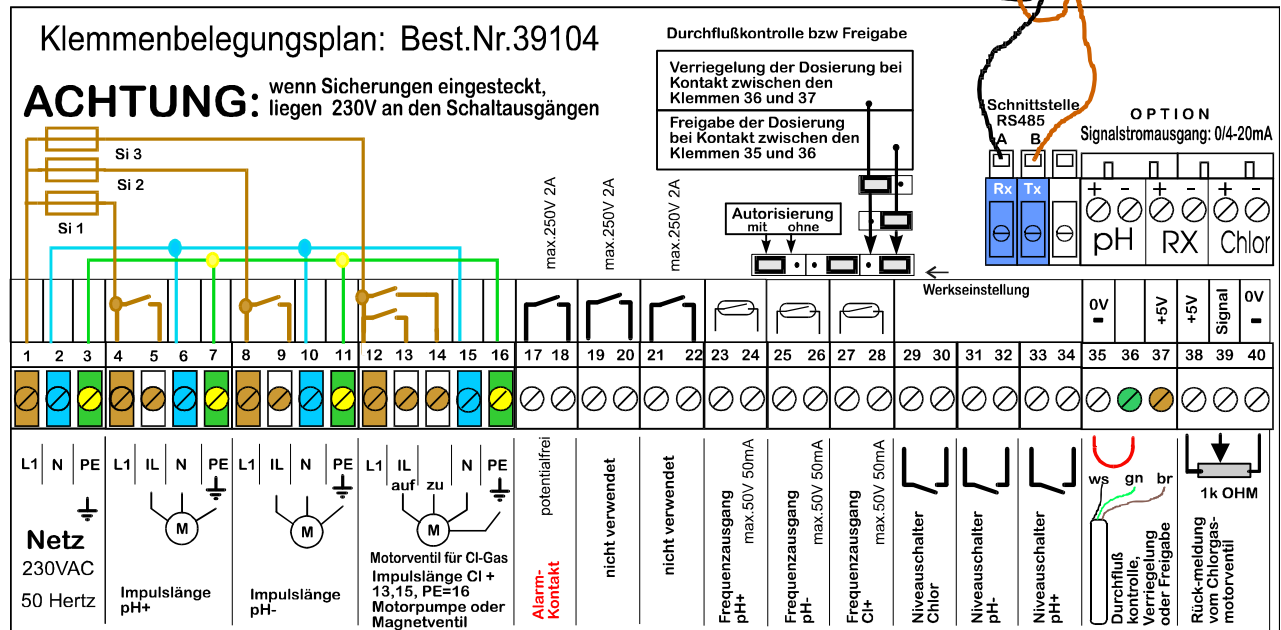 Klemmenbelegungsplan: Best.Nr.39104
ACHTUNG:
wenn Sicherungen eingesteckt,
liegen 230V an den Schaltausgängen
Durchflußkontrolle bzw Freigabe
Verriegelung der Dosierung bei
Kontakt zwischen den
Klemmen 36 und 37
Freigabe der Dosierung
bei Kontakt zwischen den
Klemmen 35 und 36
Schnittstelle
RS485
A B
OPTION
Signalstromausgang: 0/4-20mA
Rx Tx
+ - + - + -
pH RX Chlor
Si 3
Si 2
Si 1
max.250V 2A
max.250V 2A
max.250V 2A
Autorisierung
mit ohne
Werkseinstellung
0V
-
+5V
+5V
Signal
0V
-
1 2 3 4 5 6 7 8 9 10 11 12 13 14 15 16 17 18 19 20 21 22 23 24 25 26 27 28 29 30 31 32 33 34 35 36 37 38 39 40
L1 N PE L1 IL N PE L1 IL N PE L1 IL N PE
auf zu
M M M
Netz
230VAC
50 Hertz
Impulslänge
pH+
Impulslänge
pH-
Motorventil für Cl-Gas
Impulslänge Cl +
13,15, PE=16
Motorpumpe oder
Magnetventil
potentialfrei
Alarm-
Kontakt
nicht verwendet
nicht verwendet
Frequenzausgang
pH+
max.50V 50mA
Frequenzausgang
pH-
max.50V 50mA
Frequenzausgang
Cl+
max.50V 50mA
Niveauschalter
Chlor
Niveauschalter
pH-
Niveauschalter
pH+
ws gn br
Durchfluß
kontrolle,
Verriegelung
oder Freigabe
1k OHM
Rück-meldung
vom Chlorgas-
motorventil